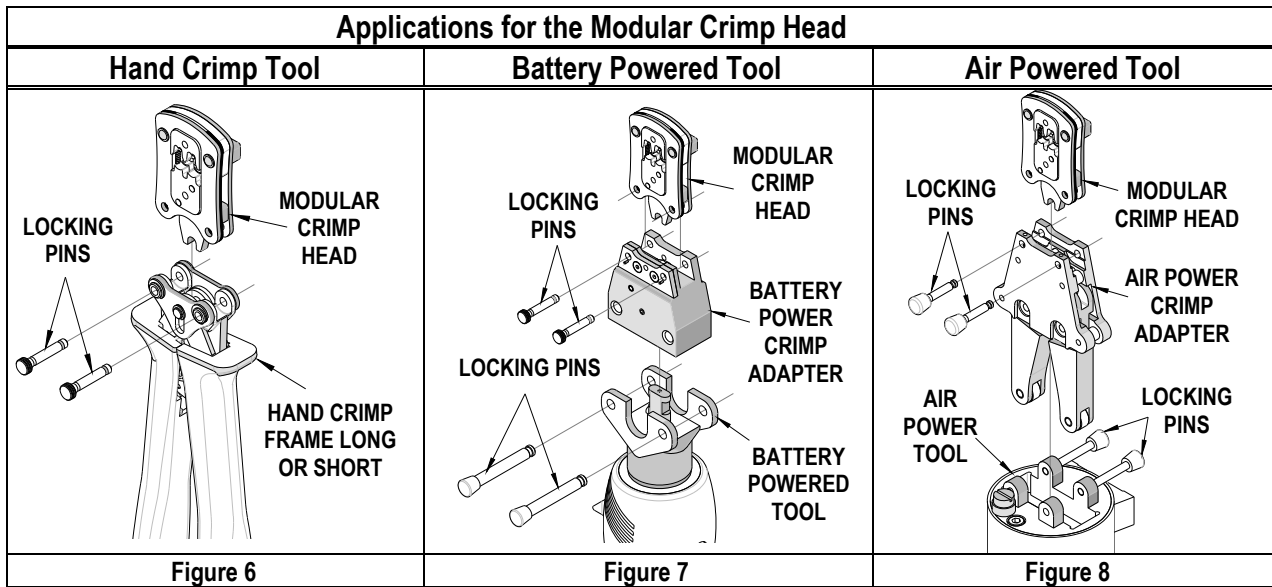 Applications for the Modular Crimp Head
Hand Crimp Tool
Battery Powered Tool
Air Powered Tool
LOCKING
PINS
MODULAR
CRIMP
HEAD
HAND CRIMP
FRAME LONG
OR SHORT
MODULAR
CRIMP
HEAD
LOCKING
PINS
BATTERY
POWER
CRIMP
ADAPTER
LOCKING PINS
BATTERY
POWERED
TOOL
LOCKING
PINS
MODULAR
CRIMP HEAD
AIR POWER
CRIMP
ADAPTER
AIR
POWER
TOOL
LOCKING
PINS
Figure 6
Figure 7
Figure 8